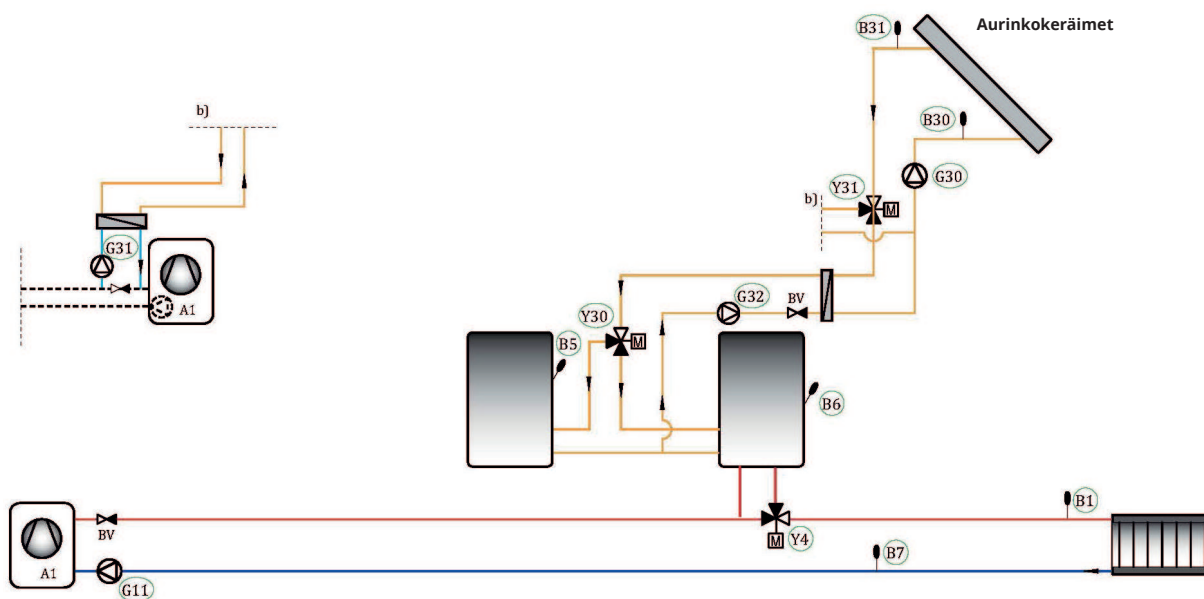 Aurinkokeräimet
B31
B30
b)
G30
Y31
b)
M
G31
A1
G32
BV
Y30
M
B5
B6
B1
BV
Y4
M
B7
A1
G11